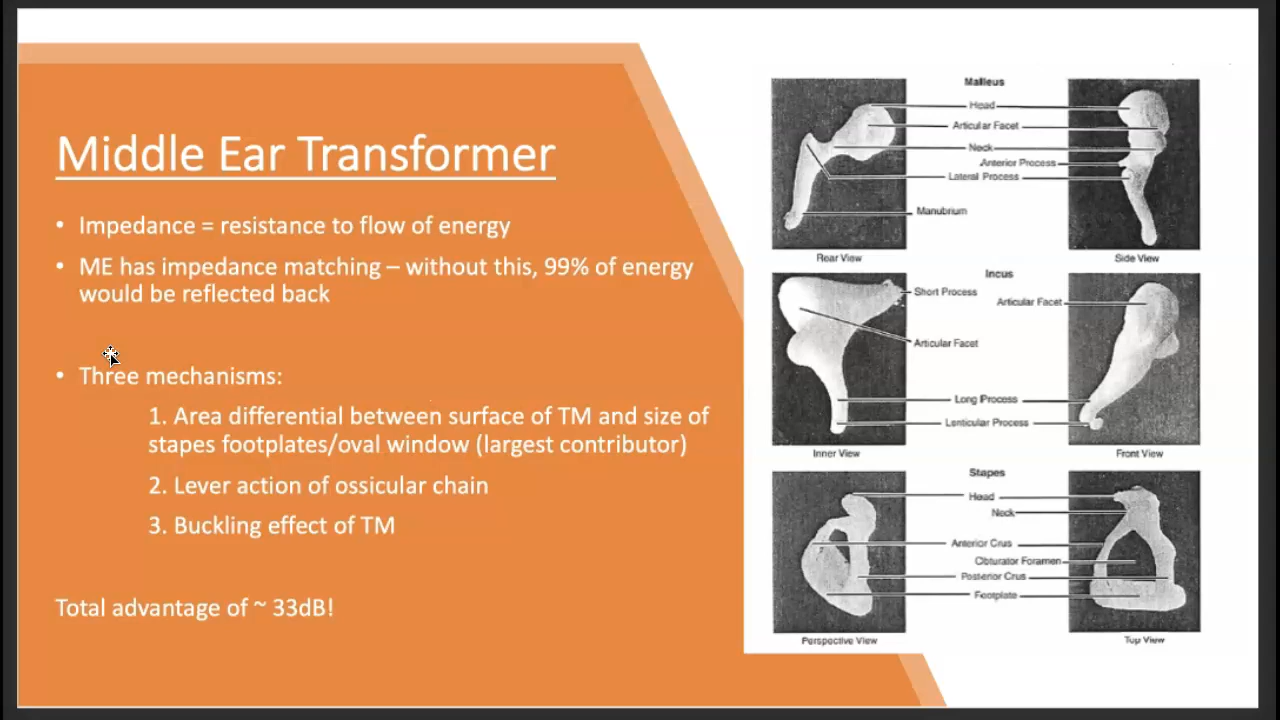 Middle Ear Transformer
• Impedance = resistance to flow of energy
• ME has impedance matching – without this, 99% of energy
would be reflected back
• Three mechanisms:
1. Area differential between surface of TM and size of
stapes footplates/oval window (largest contributor)
2. Lever action of ossicular chain
3. Buckling effect of TM
Total advantage of ~ 33dB!
Malleus
Head
Articular Facet
Neck
Anterior Process
Lateral Process
Manubrium
Rear View
Side View
Incus
Short Process
Articular Facet
Articular Facet
Long Process
Lenticular Process
Inner View
Front View
Stapes
Head
Neck
Anterior Crus
Obturator Foramen
Posterior Crus
Footplate
Perspective View
Top View